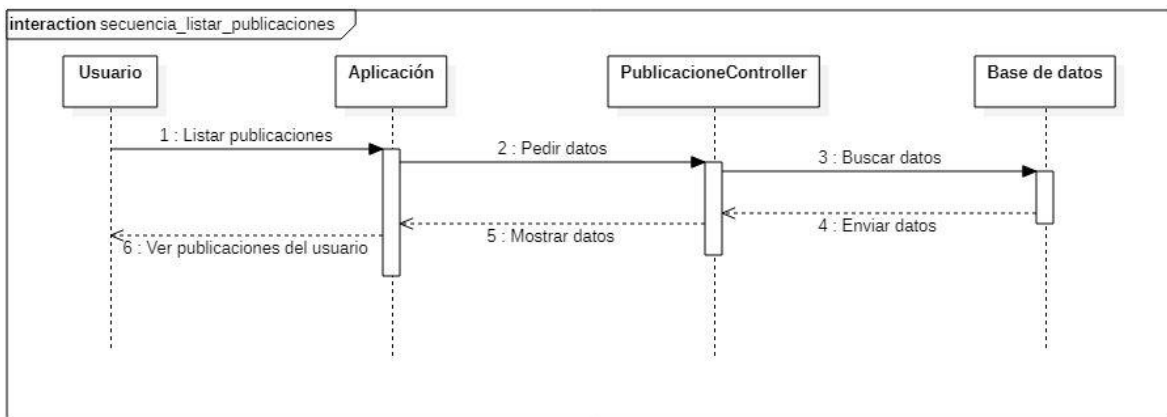 interaction secuencia_listar_publicaciones
Usuario
Aplicación
PublicacioneController
Base de datos
1 : Listar publicaciones
2 : Pedir datos
3 : Buscar datos
4 : Enviar datos
5 : Mostrar datos
6 : Ver publicaciones del usuario